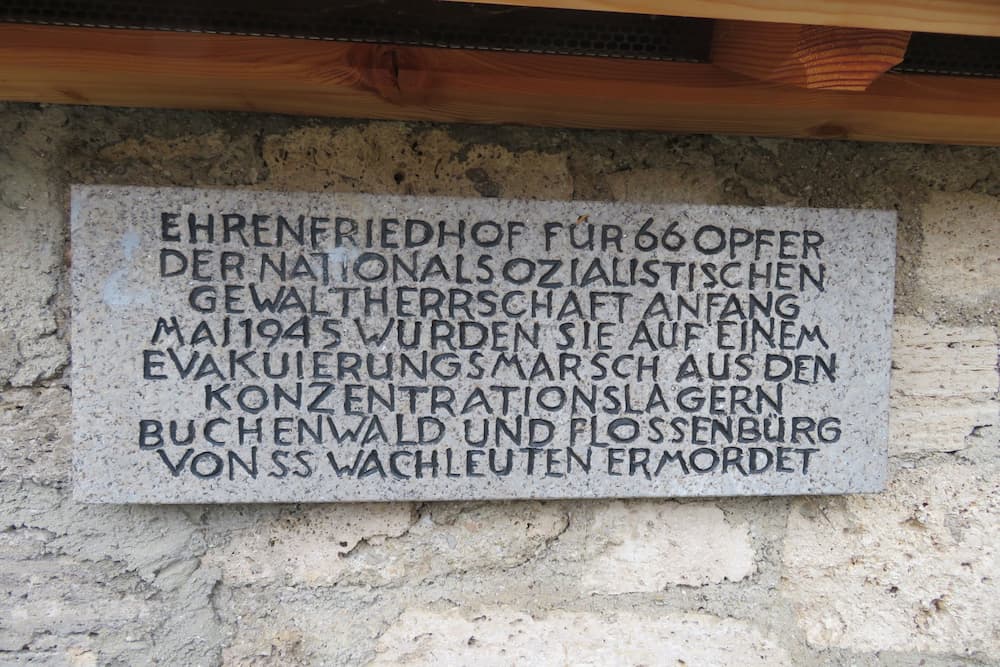 EHRENFRIEDHOF FÜR 66 OPFER
DER NATIONALSOZIALISTISCHEN
GEWALTHERRSCHAFT ANFANG
MAI 1945 WURDEN SIE AUF EINEM
EVAKUIERUNGSMARSCH AUS DEN
KONZENTRATIONSLAGERN
BUCHENWALD UND FLOSSENBÜRG
VON SS WACHLEUTEN ERMORDET